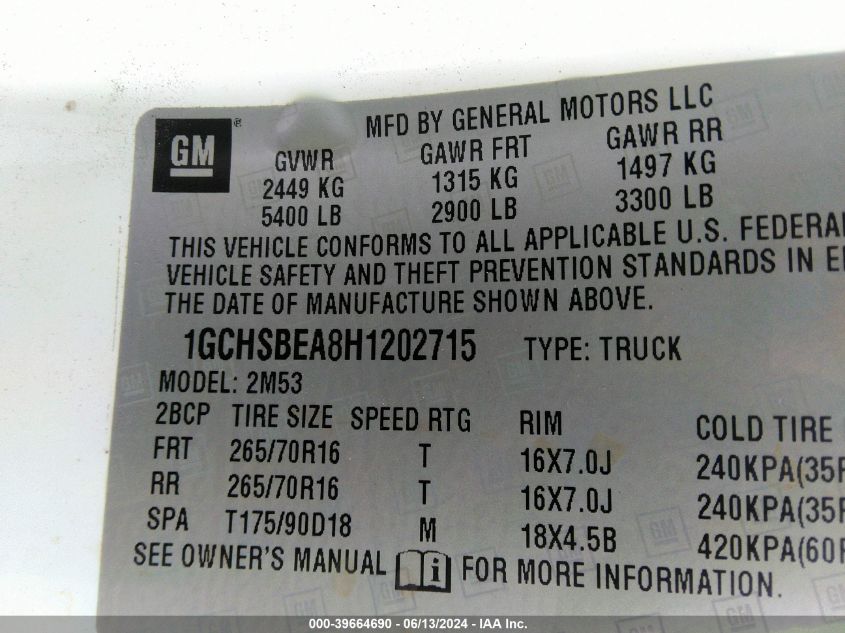 GM ®
MFD BY GENERAL MOTORS LLC
GVWR GAWR FRT GAWR RR
2449 KG 1315 KG 1497 KG
5400 LB 2900 LB 3300 LB
THIS VEHICLE CONFORMS TO ALL APPLICABLE U.S. FEDERAL
VEHICLE SAFETY AND THEFT PREVENTION STANDARDS IN
THE DATE OF MANUFACTURE SHOWN ABOVE.
1GCHSBEA8H1202715 TYPE: TRUCK
MODEL: 2M53
2BCP TIRE SIZE SPEED RTG RIM COLD TIRE
FRT 265/70R16 T 16X7.0J 240KPA(35P
RR 265/70R16 T 16X7.0J 240KPA(35P
SPA T175/90D18 M 18X4.5B 420KPA(60P
SEE OWNER'S MANUAL i FOR MORE INFORMATION.
000-39664690 - 06/13/2024 - IAA Inc.